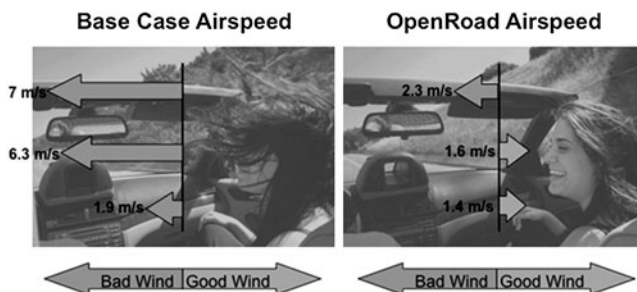 Base Case Airspeed
7 m/s
6.3 m/s
1.9 m/s
Bad Wind Good Wind
OpenRoad Airspeed
2.3 m/s
1.6 m/s
1.4 m/s
Bad Wind Good Wind